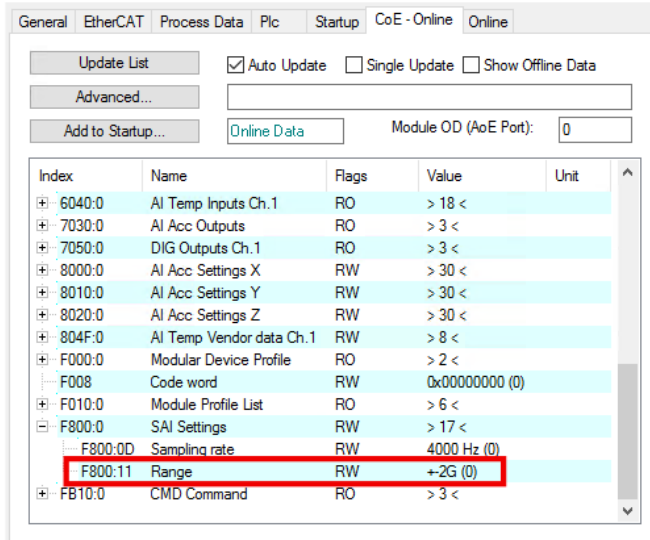 General EtherCAT Process Data Plc Startup CoE - Online Online
Update List Auto Update Single Update Show Offline Data
Advanced...
Add to Startup... Online Data Module OD (AoE Port): 0
Index Name Flags Value Unit
6040:0 AI Temp Inputs Ch.1 RO > 18 <
7030:0 AI Acc Outputs RO > 3 <
7050:0 DIG Outputs Ch.1 RO > 3 <
8000:0 AI Acc Settings X RW > 30 <
8010:0 AI Acc Settings Y RW > 30 <
8020:0 AI Acc Settings Z RW > 30 <
804F:0 AI Temp Vendor data Ch.1 RW > 8 <
F000:0 Modular Device Profile RO > 2 <
F008 Code word RW 0x00000000 (0)
F010:0 Module Profile List RO > 6 <
F800:0 SAI Settings RW > 17 <
F800:0D Sampling rate RW 4000 Hz (0)
F800:11 Range RW +-2G (0)
FB10:0 CMD Command RO > 3 <